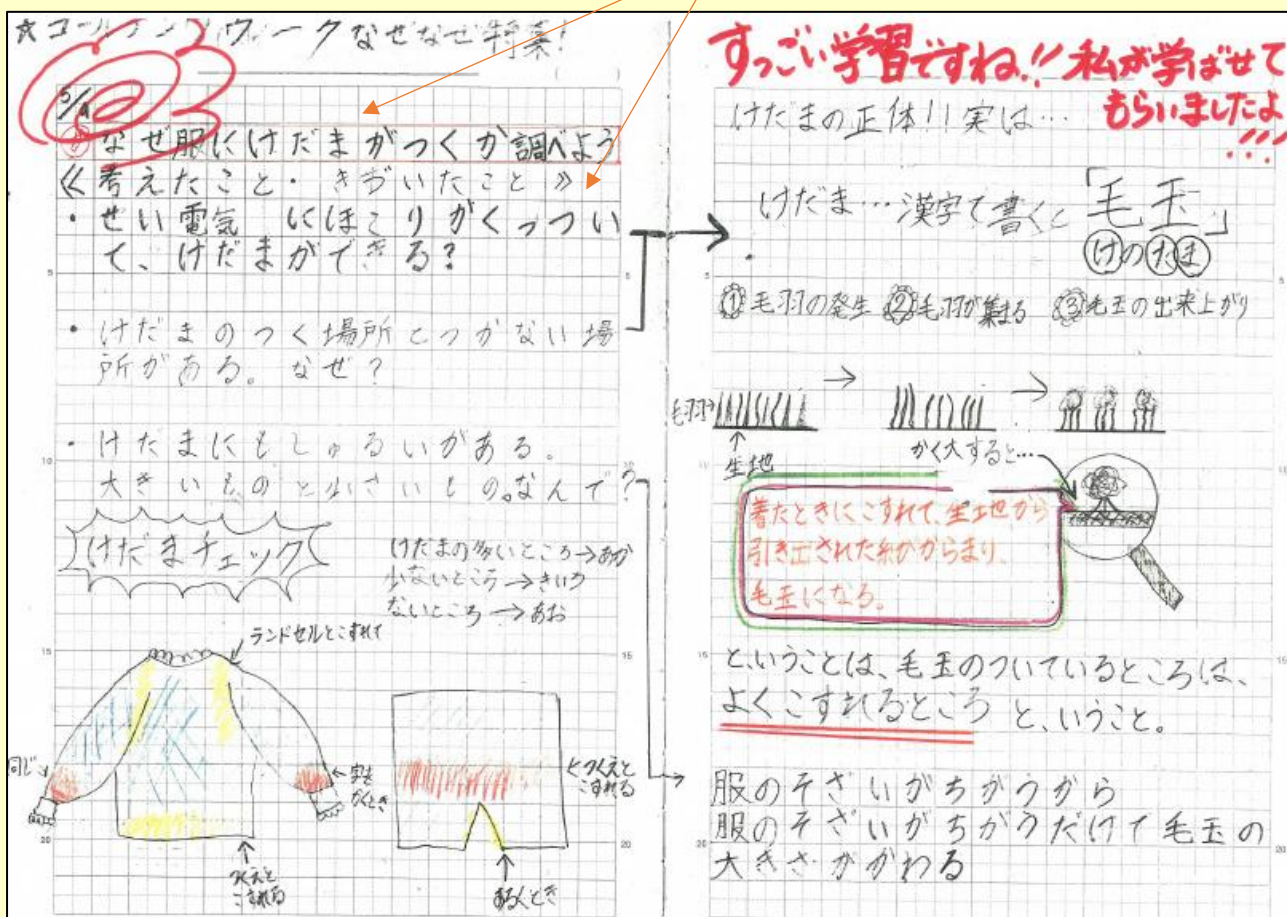 ☆ゴールデンウィークなぜなぜ特集!
5/4
なぜ服にけだまがつくか調べよう
《考えたこと・きづいたこと》
・せい電気にほこりがくっつい
て、けだまができる?
・けだまのつく場所とつかない場
所がある。なぜ?
・けだまにもしゅるいがある。
大きいものと小さいもの。なんで?
けだまチェック
けだまの多いところ→あか
少ないところ→きいろ
ないところ→あお
ランドセルとこすれて
同じ
字を
かくとき
つくえと
こすれる
つくえと
こすれる
あるくとき
5
10
15
20
すっごい学習ですね!!私が学ばせて
もらいましたよ
!!!
けだまの正体!!実は…
けだま…漢字で書くと「毛玉」
けのたま
①毛羽の発生 ②毛羽が集まる ③毛玉の出来上がり
毛羽→
生地
かく大すると…
着たときにこすれて、生地から
引き出された糸がからまり、
毛玉になる。
と、いうことは、毛玉のついているところは、
よくこすれるところ と、いうこと。
服のそざいがちがうから
服のそざいがちがうだけで毛玉の
大きさがかわる
5
10
15
20